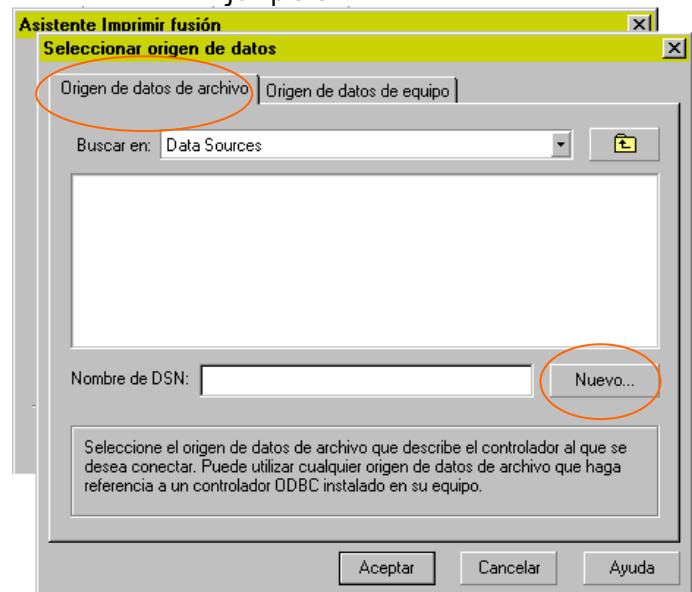 Asistente Imprimir fusión
Seleccionar origen de datos
Origen de datos de archivo
Origen de datos de equipo
Buscar en: Data Sources
Nombre de DSN:
Nuevo...
Seleccione el origen de datos de archivo que describe el controlador al que se
desea conectar. Puede utilizar cualquier origen de datos de archivo que haga
referencia a un controlador ODBC instalado en su equipo.
Aceptar
Cancelar
Ayuda